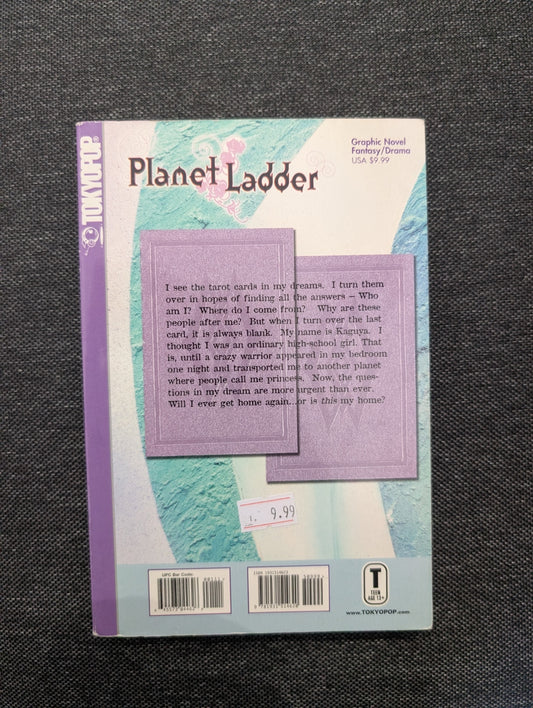 TOKYOPOP®
Graphic Novel
Fantasy/Drama
USA $9.99
Planet Ladder
I see the tarot cards in my dreams. I turn them
over in hopes of finding all the answers – Who
am I? Where do I come from? Why are these
people after me? But when I turn over the last
card, it is always blank. My name is Kaguya. I
thought I was an ordinary high-school girl. That
is, until a crazy warrior appeared in my bedroom
one night and transported me to another planet
where people call me princess. Now, the ques-
tions in my dream are more urgent than ever.
Will I ever get home again...or is this my home?
9.99
UPC Bar Code:
T
TEEN
AGE 13+
www.TOKYOPOP.com